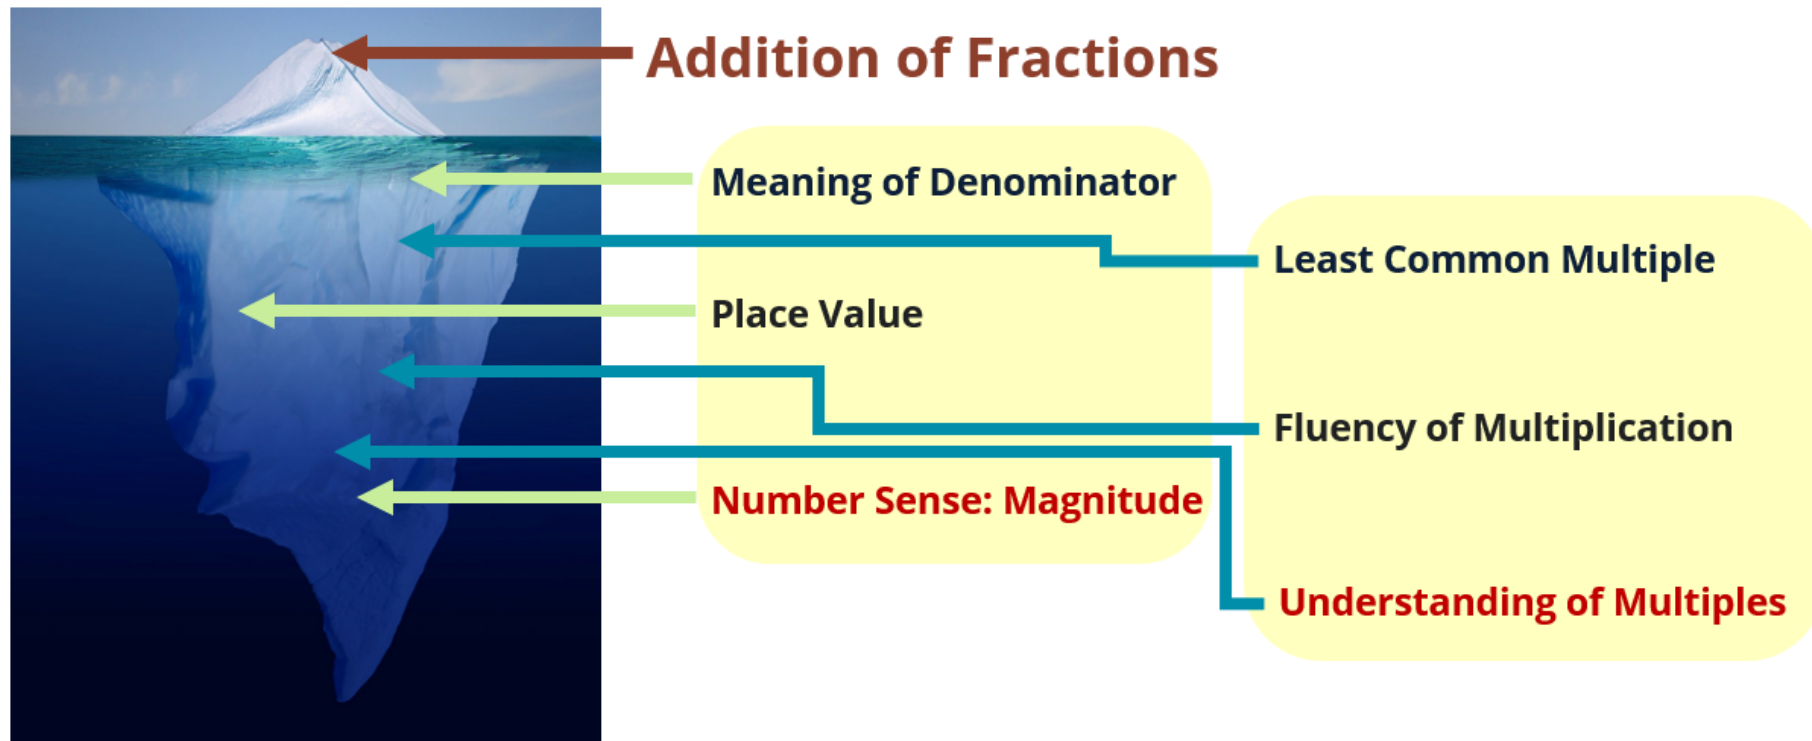 Addition of Fractions
Meaning of Denominator
Least Common Multiple
Place Value
Fluency of Multiplication
Number Sense: Magnitude
Understanding of Multiples